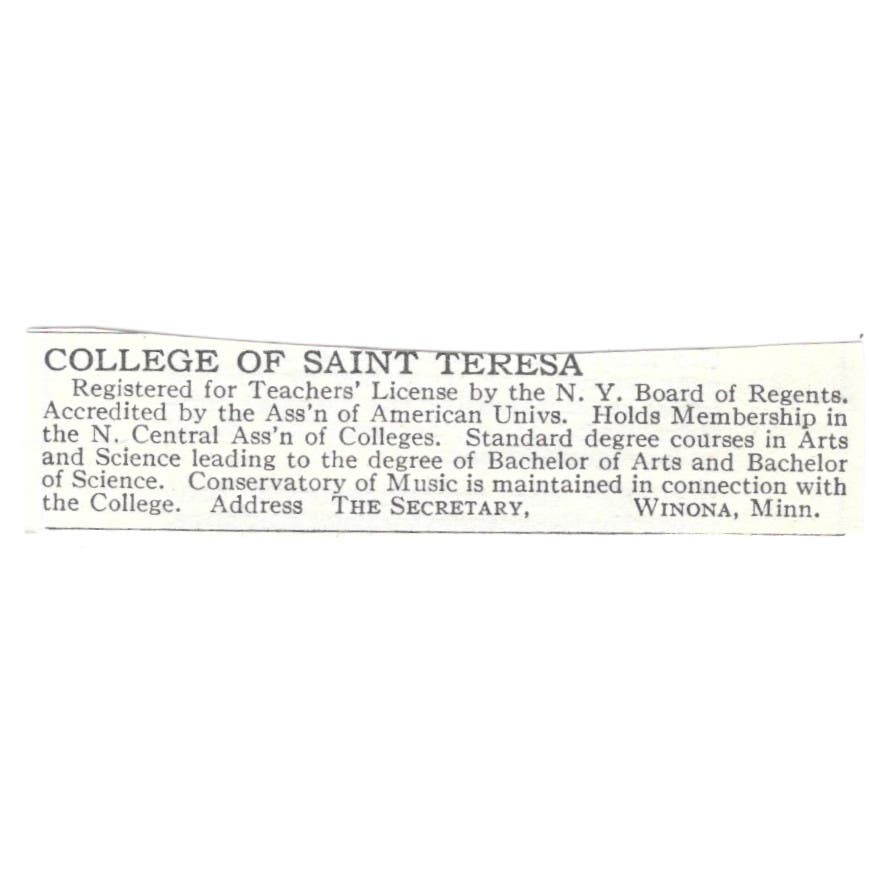 COLLEGE OF SAINT TERESA
Registered for Teachers' License by the N. Y. Board of Regents.
Accredited by the Ass'n of American Univs. Holds Membership in
the N. Central Ass'n of Colleges. Standard degree courses in Arts
and Science leading to the degree of Bachelor of Arts and Bachelor
of Science. Conservatory of Music is maintained in connection with
the College. Address THE SECRETARY, WINONA, Minn.